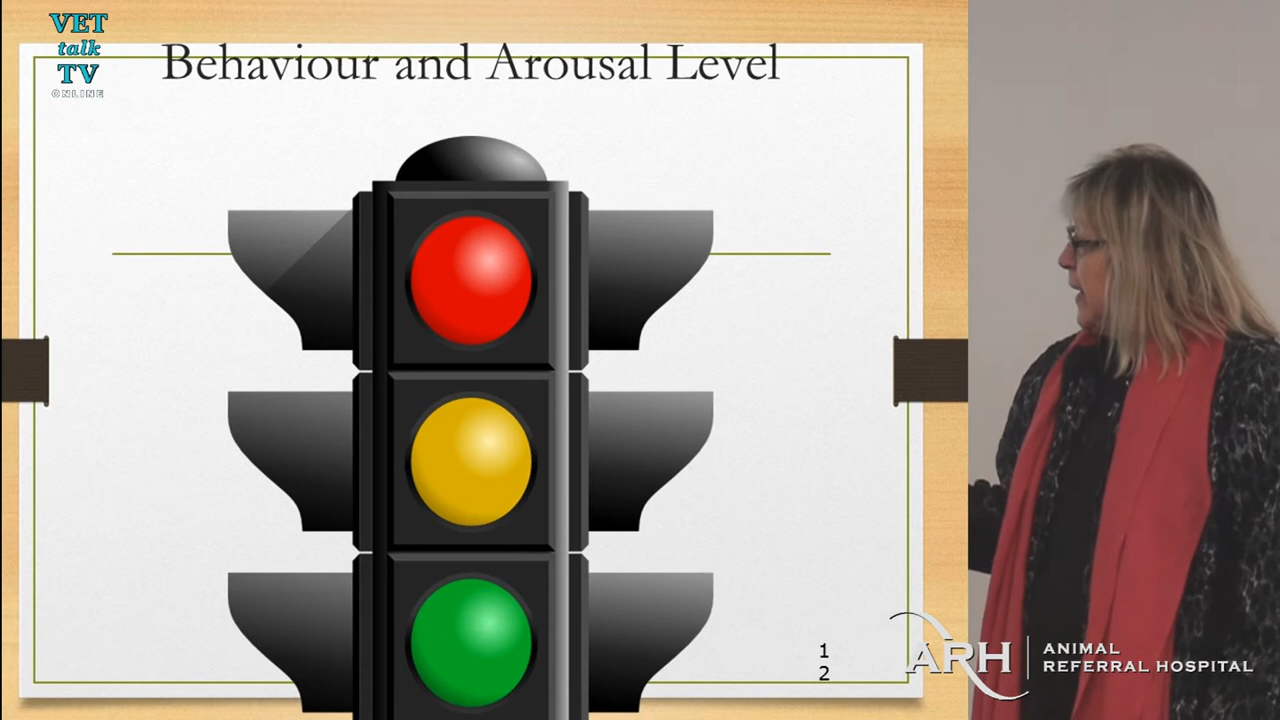 VET
talk
TV
ONLINE
Behaviour and Arousal Level
1
2
ARH
ANIMAL
REFERRAL HOSPITAL